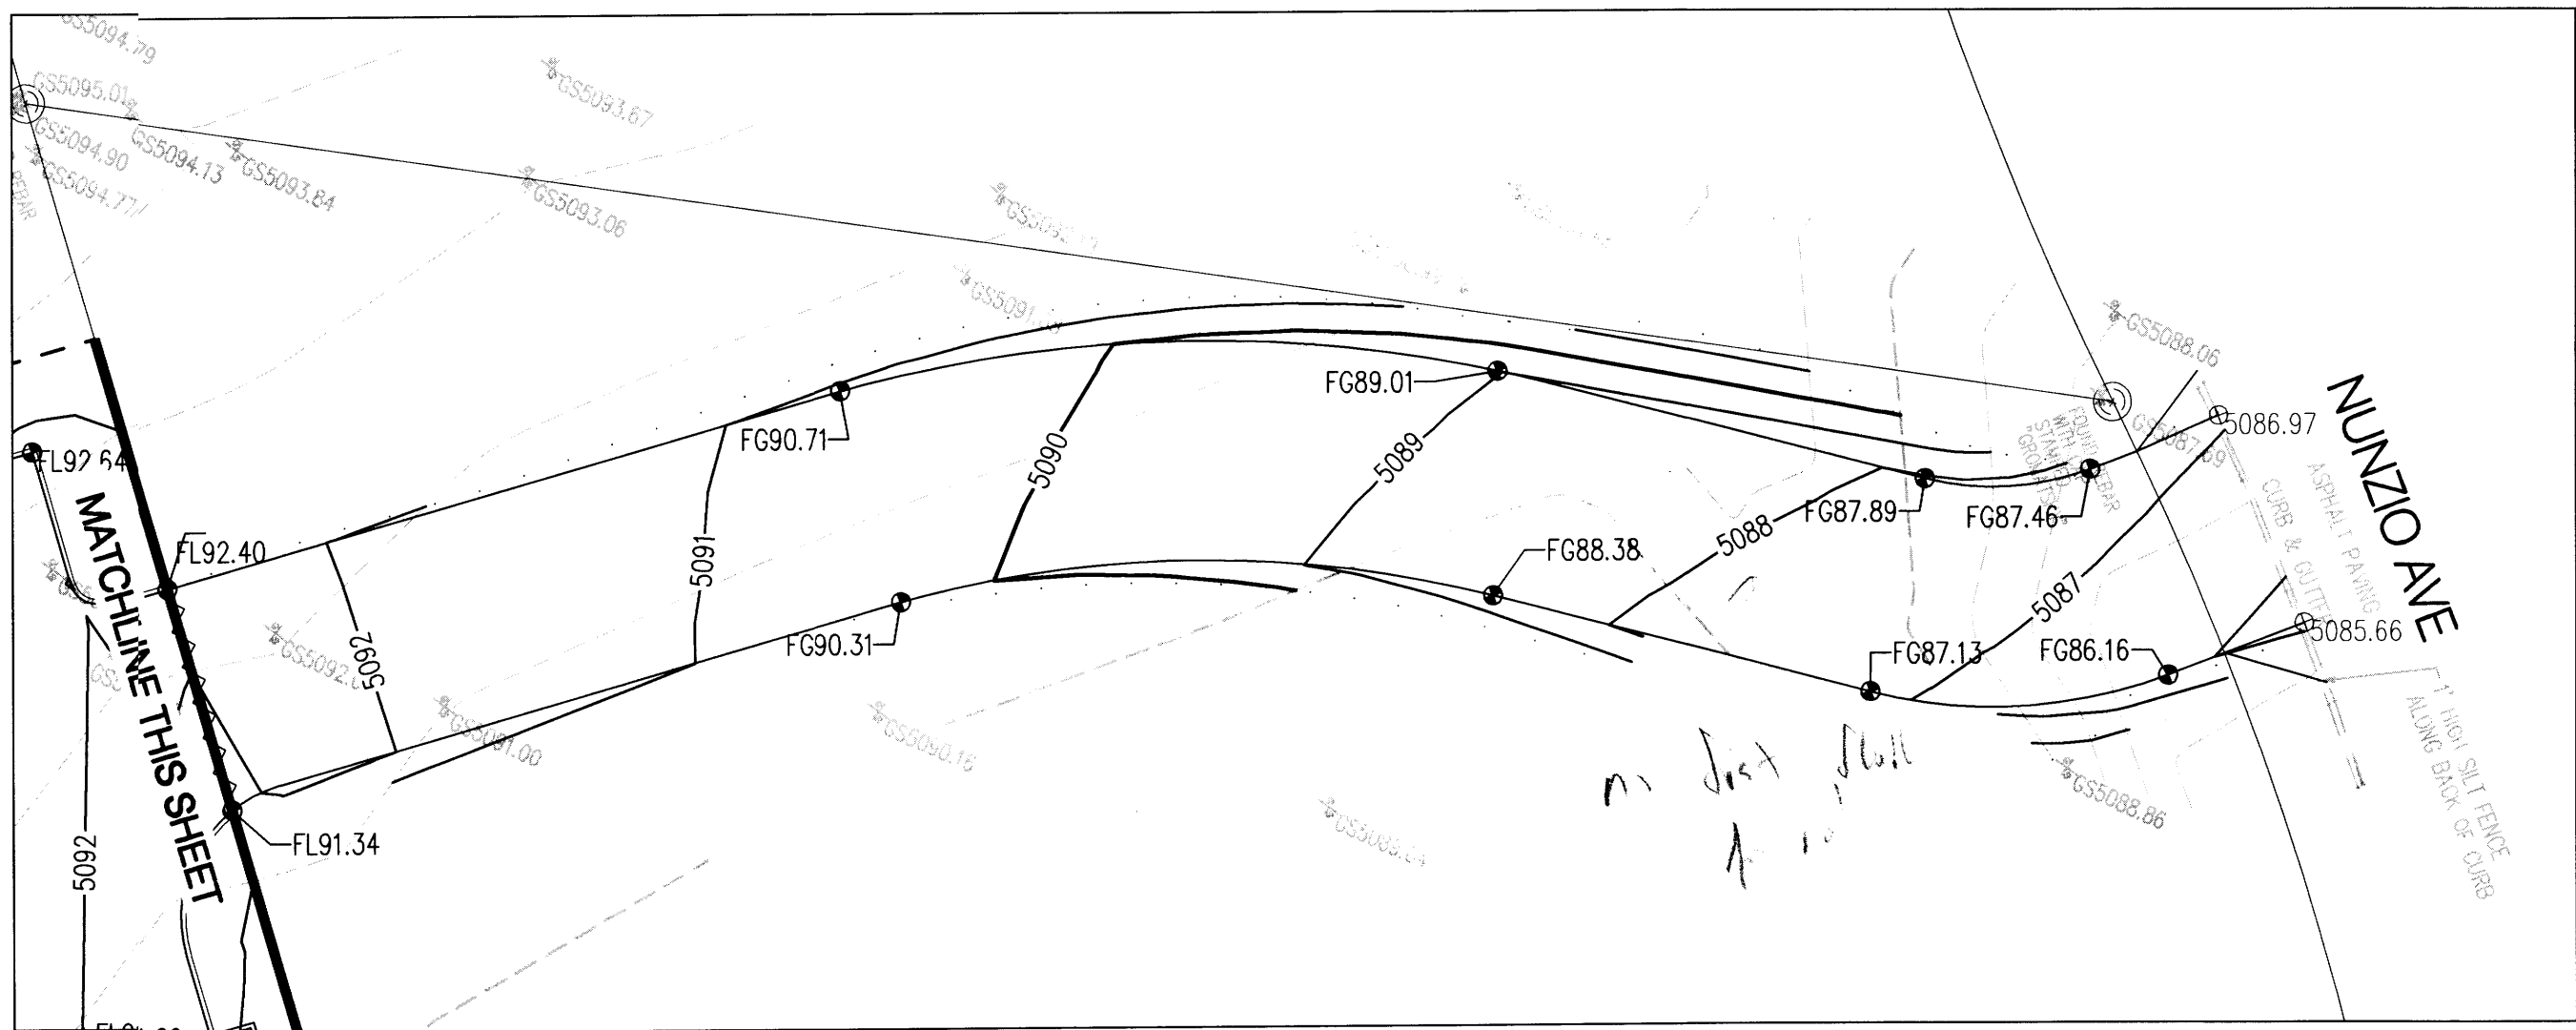 GS5094.79
GS5095.01
GS5094.90
GS5094.77
GS5094.13
GS5093.84
GS5093.67
GS5093.06
REBAR
FL92.64
FL92.40
MATCHLINE THIS SHEET
5092
FL91.34
5092
GS5091.00
5091
FG90.71
FG90.31
GS5090.16
5090
FG89.01
5089
FG88.38
5088
FG87.89
FG87.46
FG87.13
5087
FG86.16
GS5088.06
GS5087.69
5086.97
5085.66
GS5088.86
NUNZIO AVE
ASPHALT PAVING
CURB &
1' HIGH SILT FENCE
ALONG BACK OF CURB